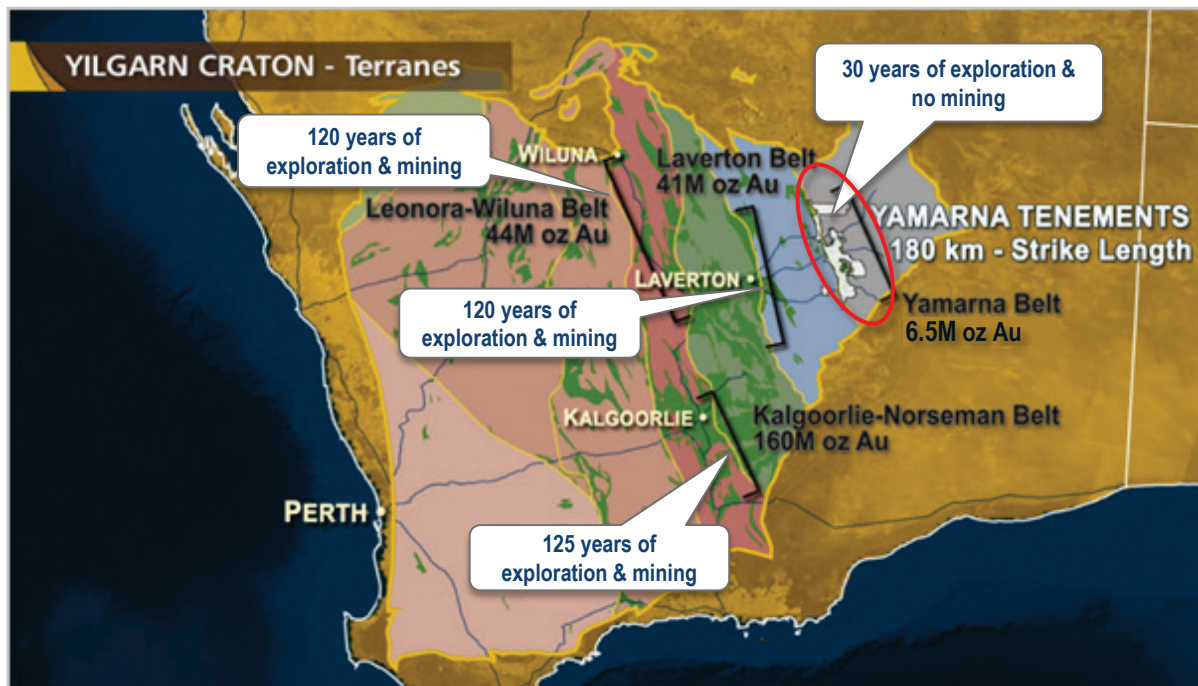 YILGARN CRATON - Terranes
30 years of exploration &
no mining
120 years of
exploration & mining
WILUNA
Laverton Belt
41M oz Au
Leonora-Wiluna Belt
44M oz Au
YAMARNA TENEMENTS
180 km - Strike Length
LAVERTON
120 years of
exploration & mining
Yamarna Belt
6.5M oz Au
KALGOORLIE
Kalgoorlie-Norseman Belt
160M oz Au
PERTH
125 years of
exploration & mining